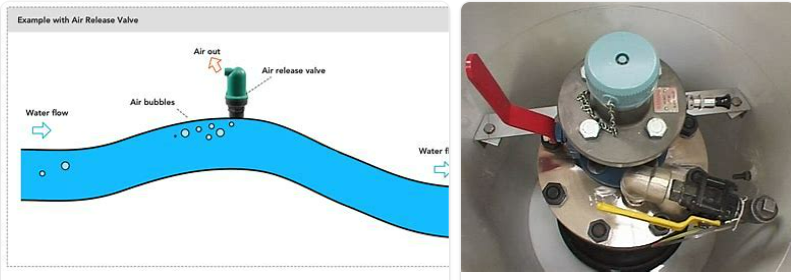 Example with Air Release Valve
Air out
Air release valve
Air bubbles
Water flow
Water fl